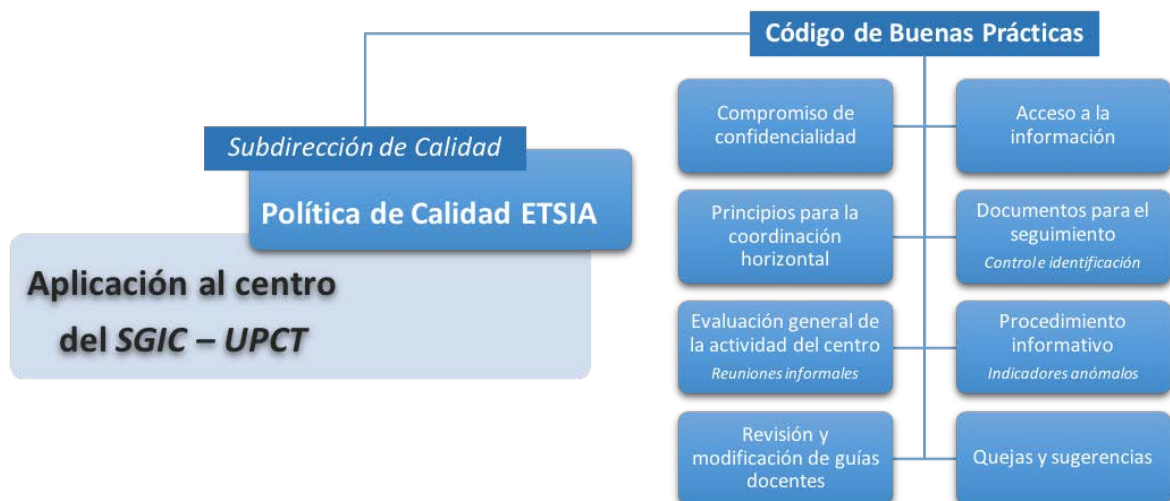 Código de Buenas Prácticas
Subdirección de Calidad
Política de Calidad ETSIA
Aplicación al centro
del SGIC – UPCT
Compromiso de
confidencialidad
Acceso a la
información
Principios para la
coordinación
horizontal
Documentos para el
seguimiento
Control e identificación
Evaluación general de
la actividad del centro
Reuniones informales
Procedimiento
informativo
Indicadores anómalos
Revisión y
modificación de guías
docentes
Quejas y sugerencias